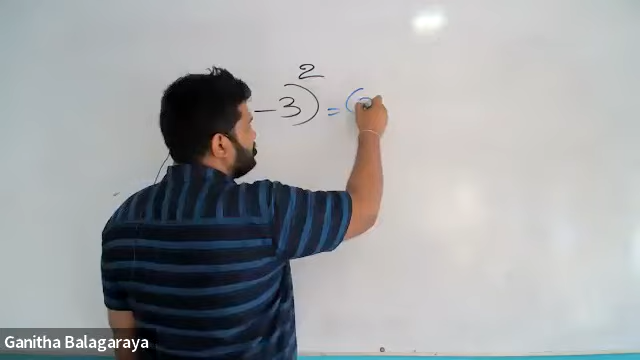 - 3)² = (
Ganitha Balagaraya